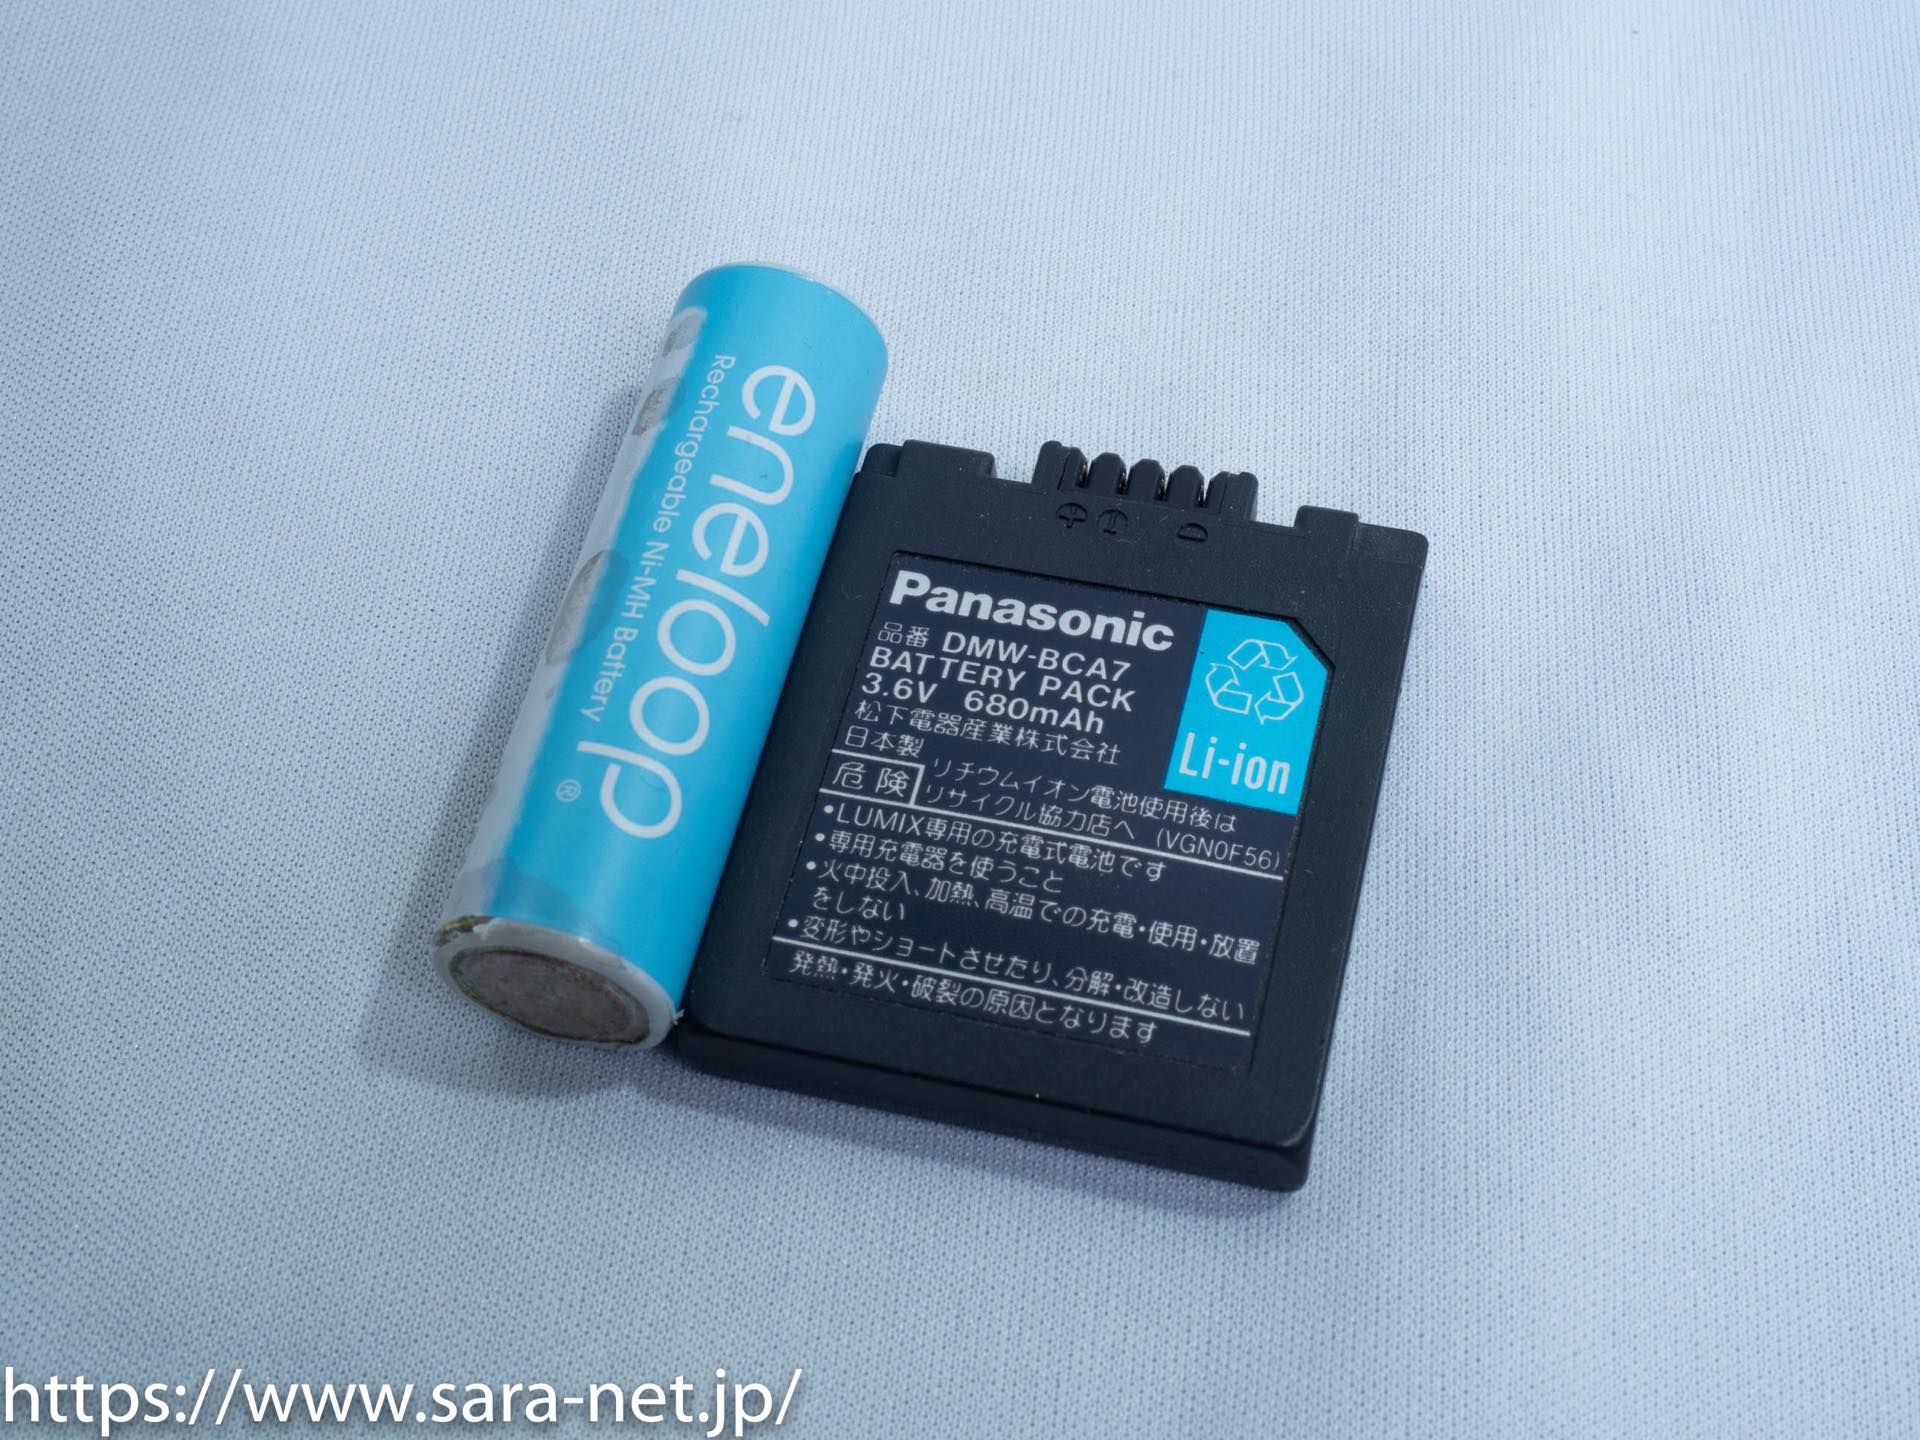 eneloop®
Rechargeable Ni-MH Battery
Panasonic
品番 DMW-BCA7
BATTERY PACK
3.6V 680mAh
松下電器産業株式会社
日本製
Li-ion
危険
リチウムイオン電池使用後は
リサイクル協力店へ (VGN0F56)
•LUMIX専用の充電式電池です
•専用充電器を使うこと
•火中投入、加熱、高温での充電・使用・放置
をしない
•変形やショートさせたり、分解・改造しない
発熱・発火・破裂の原因となります
https://www.sara-net.jp/